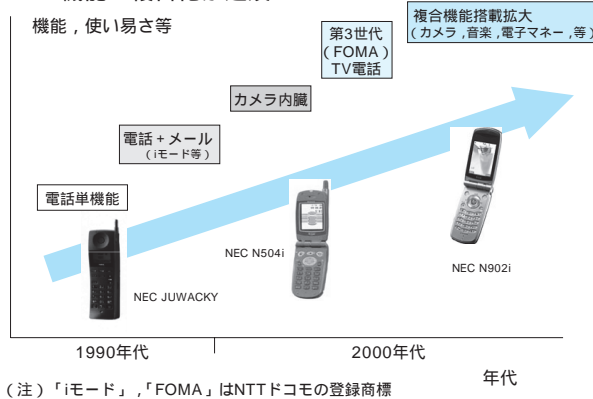 機能，使い易さ等
複合機能搭載拡大
（カメラ，音楽，電子マネー，等）
第3世代
（FOMA）
TV電話
カメラ内臓
電話＋メール
（iモード等）
電話単機能
NEC JUWACKY
NEC N504i
NEC N902i
1990年代
2000年代
年代
（注）「iモード」，「FOMA」はNTTドコモの登録商標